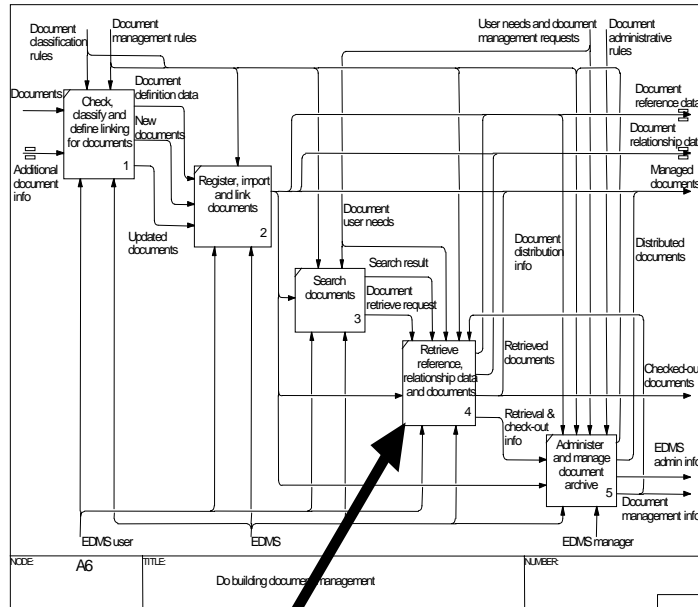 Document
classification
rules
Document
management rules
User needs and document
management requests
Document
administrative
rules
Documents
Additional
document
info
Check,
classify and
define linking
for documents
1
Document
definition data
New
documents
Updated
documents
Register, import
and link
documents
2
Document
user needs
Search
documents
3
Search result
Document
retrieve request
Retrieve
reference,
relationship data
and documents
4
Document
distribution
info
Distributed
documents
Retrieved
documents
Retrieval &
check-out
info
Administer
and manage
document
archive
5
Document
reference data
Document
relationship dat
Managed
documents
Checked-ou
documents
EDMS
admin info
Document
management info
EDMS user
EDMS
EDMS manager
NODE:
A6
TITLE:
Do building document management
NUMBER: